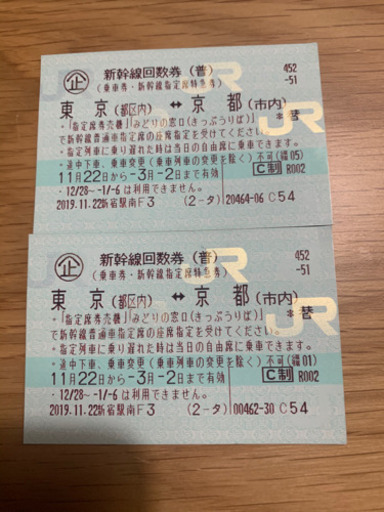 企 新幹線回数券(普) 452
(乗車券・新幹線指定席特急券) -51
東京(都区内) ↔ 京都(市内) *替
・「指定席券売機」「みどりの窓口(きっぷうりば)」
で新幹線普通車指定席の座席指定を受けてください。
・指定列車に乗り遅れた時は当日の自由席に乗車できます。
・途中下車、乗車変更(乗車列車の変更を除く)不可
11月22日から-3月-2日まで有効 C制 R002
・12/28~-1/-6は利用できません。
2019.11.22新宿駅南F3 (2-タ) 20464-06 C54
JR
企 新幹線回数券(普) 452
(乗車券・新幹線指定席特急券) -51
東京(都区内) ↔ 京都(市内) *替
・「指定席券売機」「みどりの窓口(きっぷうりば)」
で新幹線普通車指定席の座席指定を受けてください。
・指定列車に乗り遅れた時は当日の自由席に乗車できます。
・途中下車、乗車変更(乗車列車の変更を除く)不可
11月22日から-3月-2日まで有効 C制 R002
・12/28~-1/-6は利用できません。
2019.11.22新宿駅南F3 (2-タ) 00462-30 C54
JR